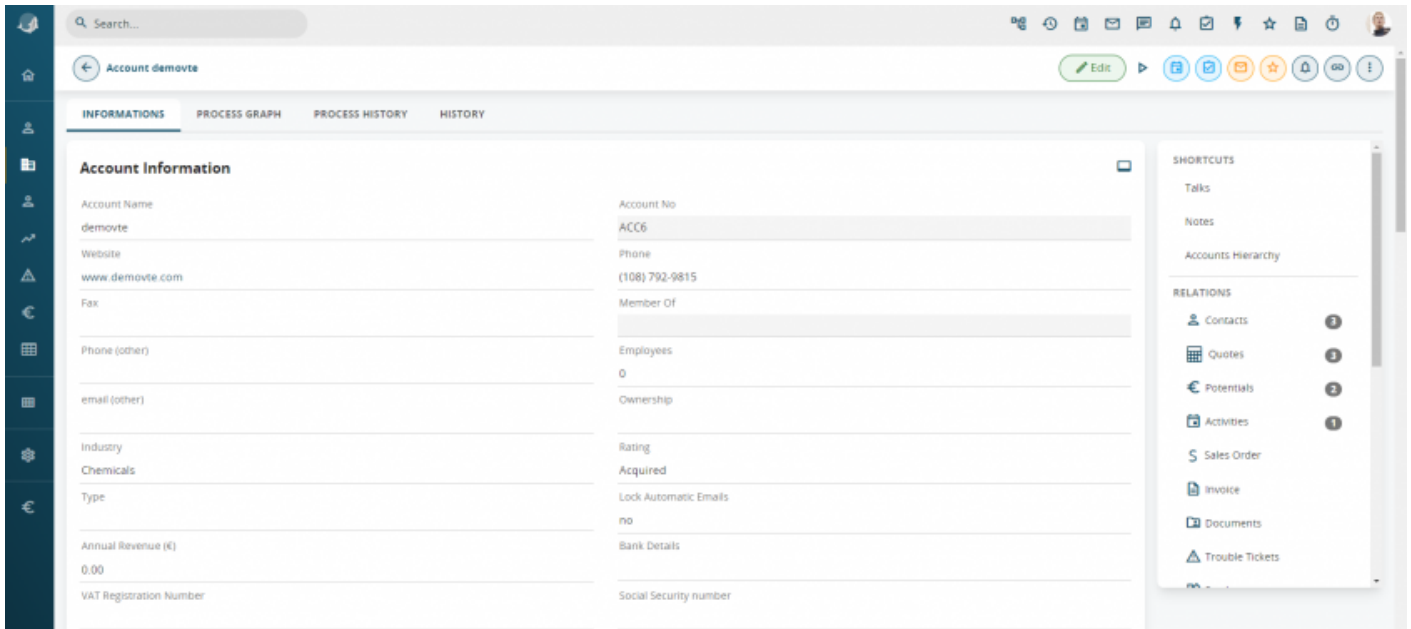 Search...
Account demovte
Edit
INFORMATIONS PROCESS GRAPH PROCESS HISTORY HISTORY
Account Information
Account Name
demovte
Account No
ACC6
Website
www.demovte.com
Phone
(108) 792-9815
Fax
Member Of
Phone (other)
Employees
0
email (other)
Ownership
Industry
Chemicals
Rating
Acquired
Type
Lock Automatic Emails
no
Annual Revenue (€)
0.00
Bank Details
VAT Registration Number
Social Security number
SHORTCUTS
Talks
Notes
Accounts Hierarchy
RELATIONS
Contacts 3
Quotes 3
Potentials 2
Activities 1
Sales Order
Invoice
Documents
Trouble Tickets